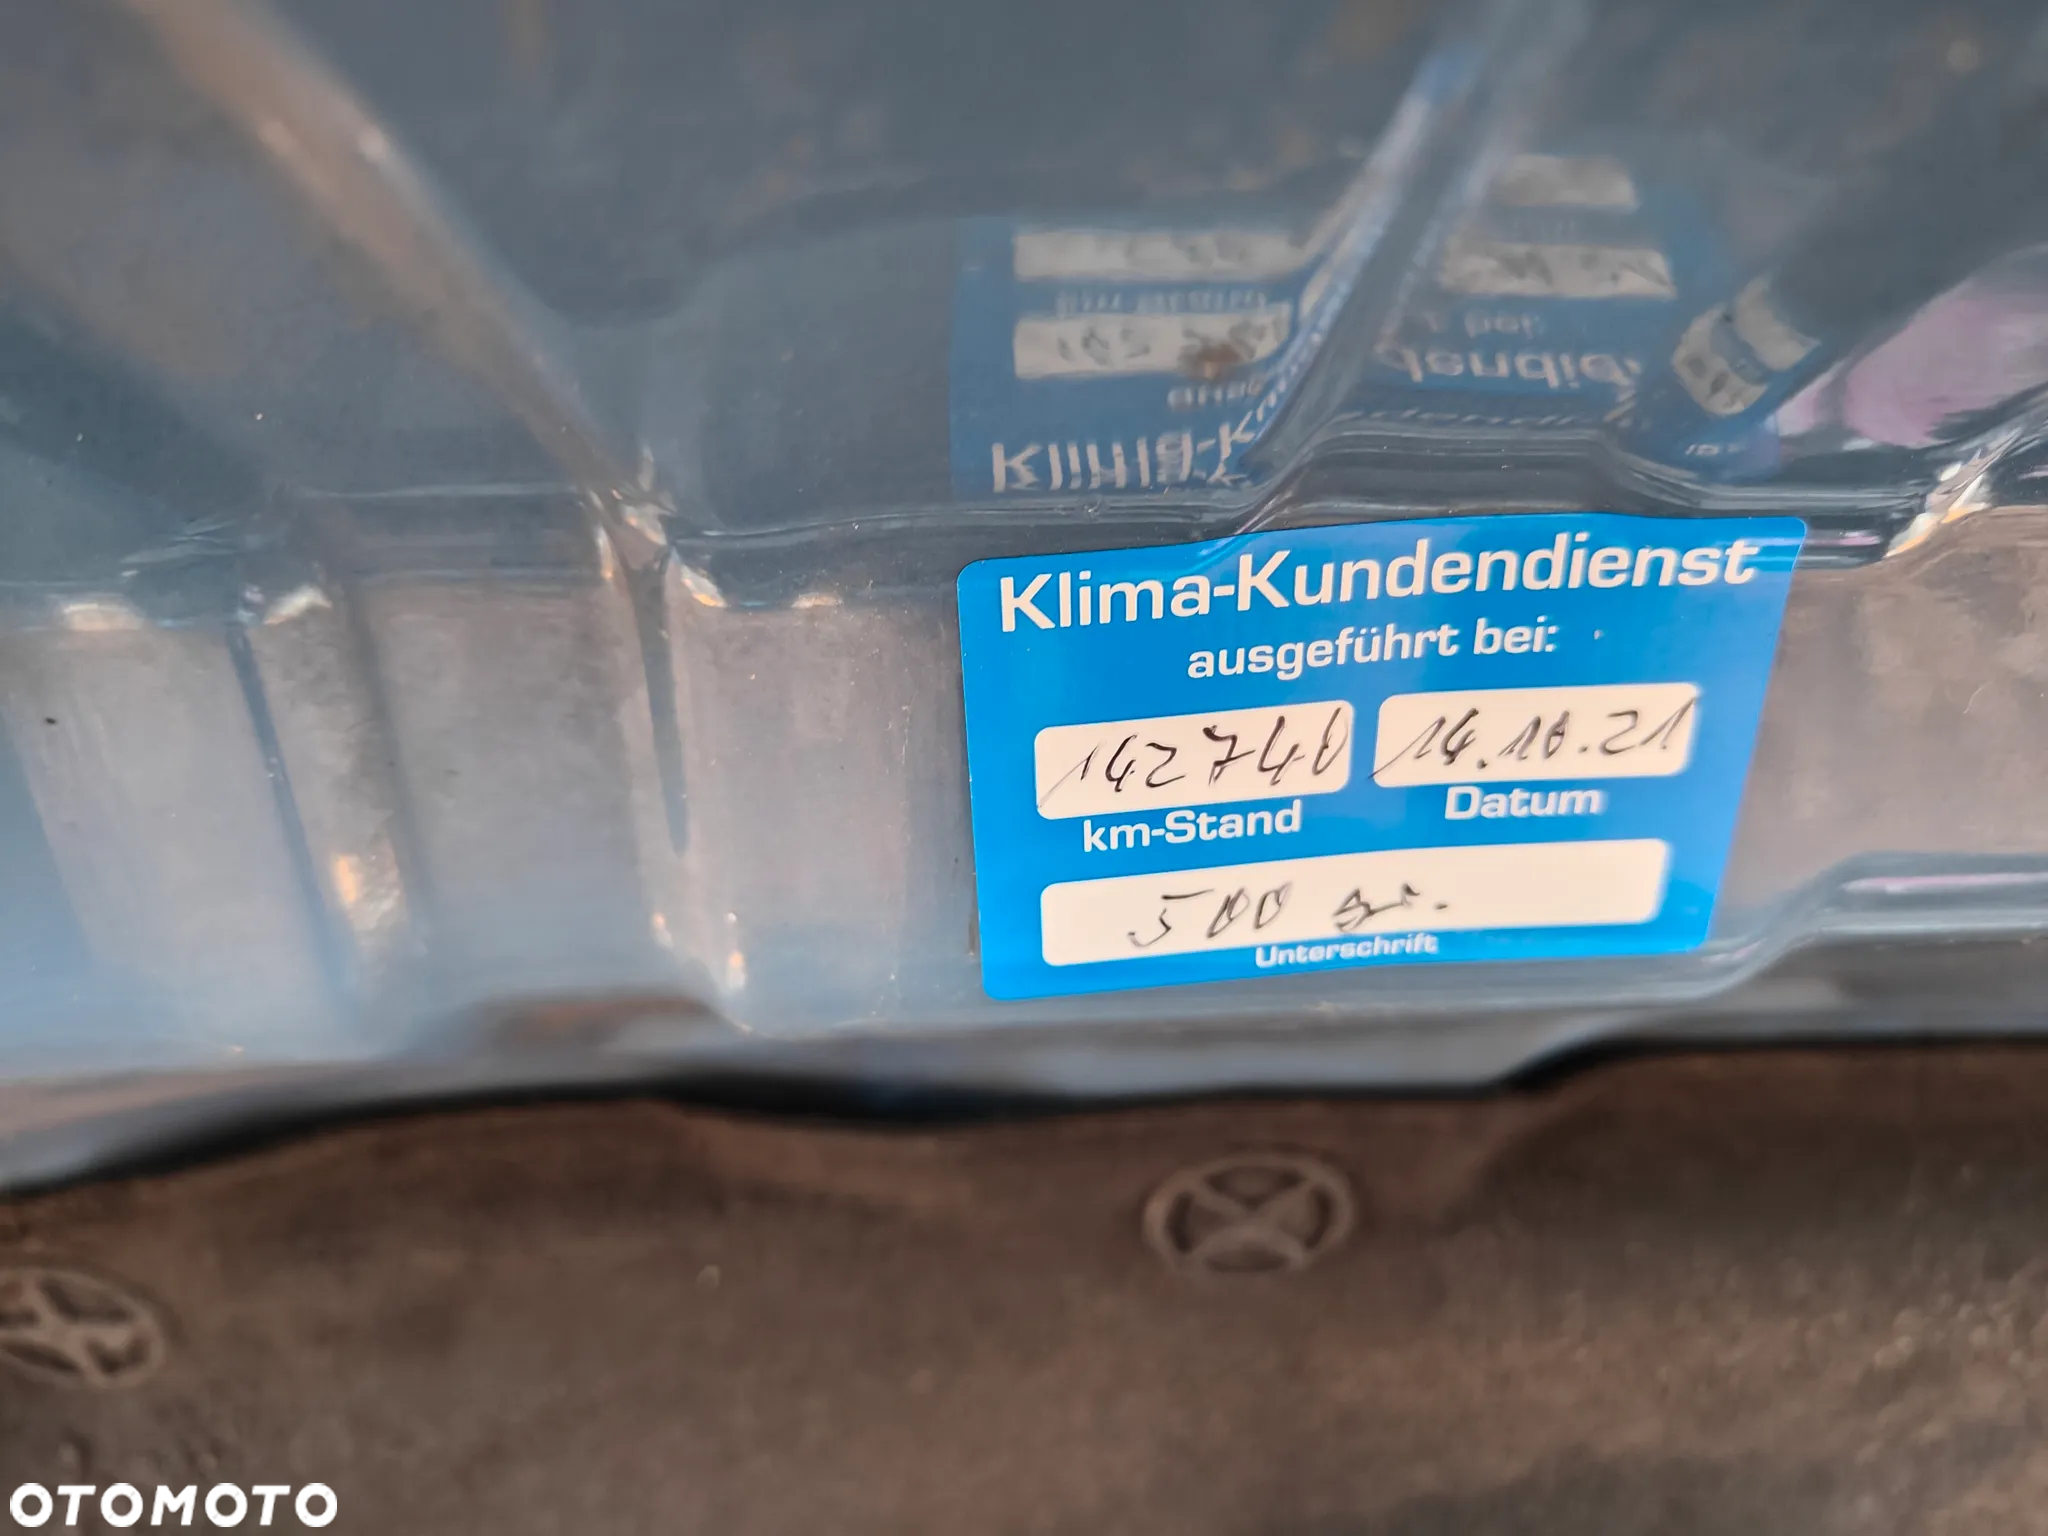 Klima-Kundendienst
ausgeführt bei:
142740 14.10.21
km-Stand Datum
500 gr.
Unterschrift
OTOMOTO